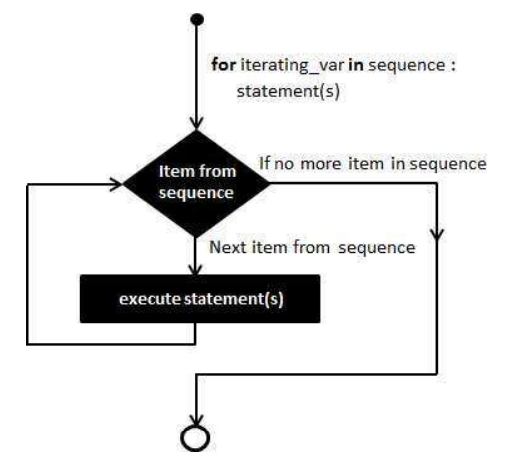 for iterating_var in sequence :
statement(s)
If no more item in sequence
Item from
sequence
Next item from sequence
execute statement(s)